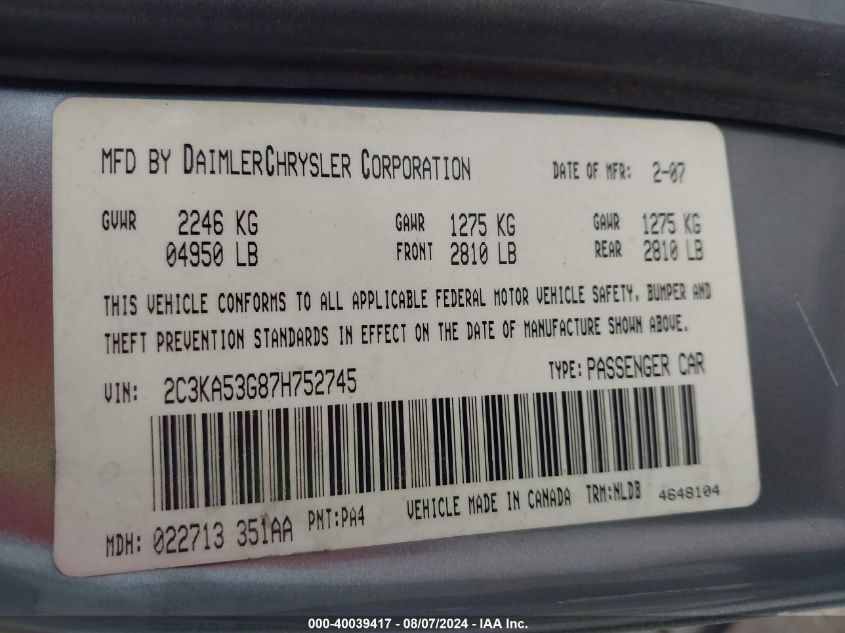 MFD BY DAIMLERCHRYSLER CORPORATION DATE OF MFR: 2-07
GVWR 2246 KG GAWR 1275 KG GAWR 1275 KG
04950 LB FRONT 2810 LB REAR 2810 LB
THIS VEHICLE CONFORMS TO ALL APPLICABLE FEDERAL MOTOR VEHICLE SAFETY, BUMPER AND
THEFT PREVENTION STANDARDS IN EFFECT ON THE DATE OF MANUFACTURE SHOWN ABOVE.
VIN: 2C3KA53G87H752745 TYPE: PASSENGER CAR
MDH: 022713 351AA PNT:PA4 VEHICLE MADE IN CANADA TRM:NLDB 4648104
000-40039417 - 08/07/2024 - IAA Inc.